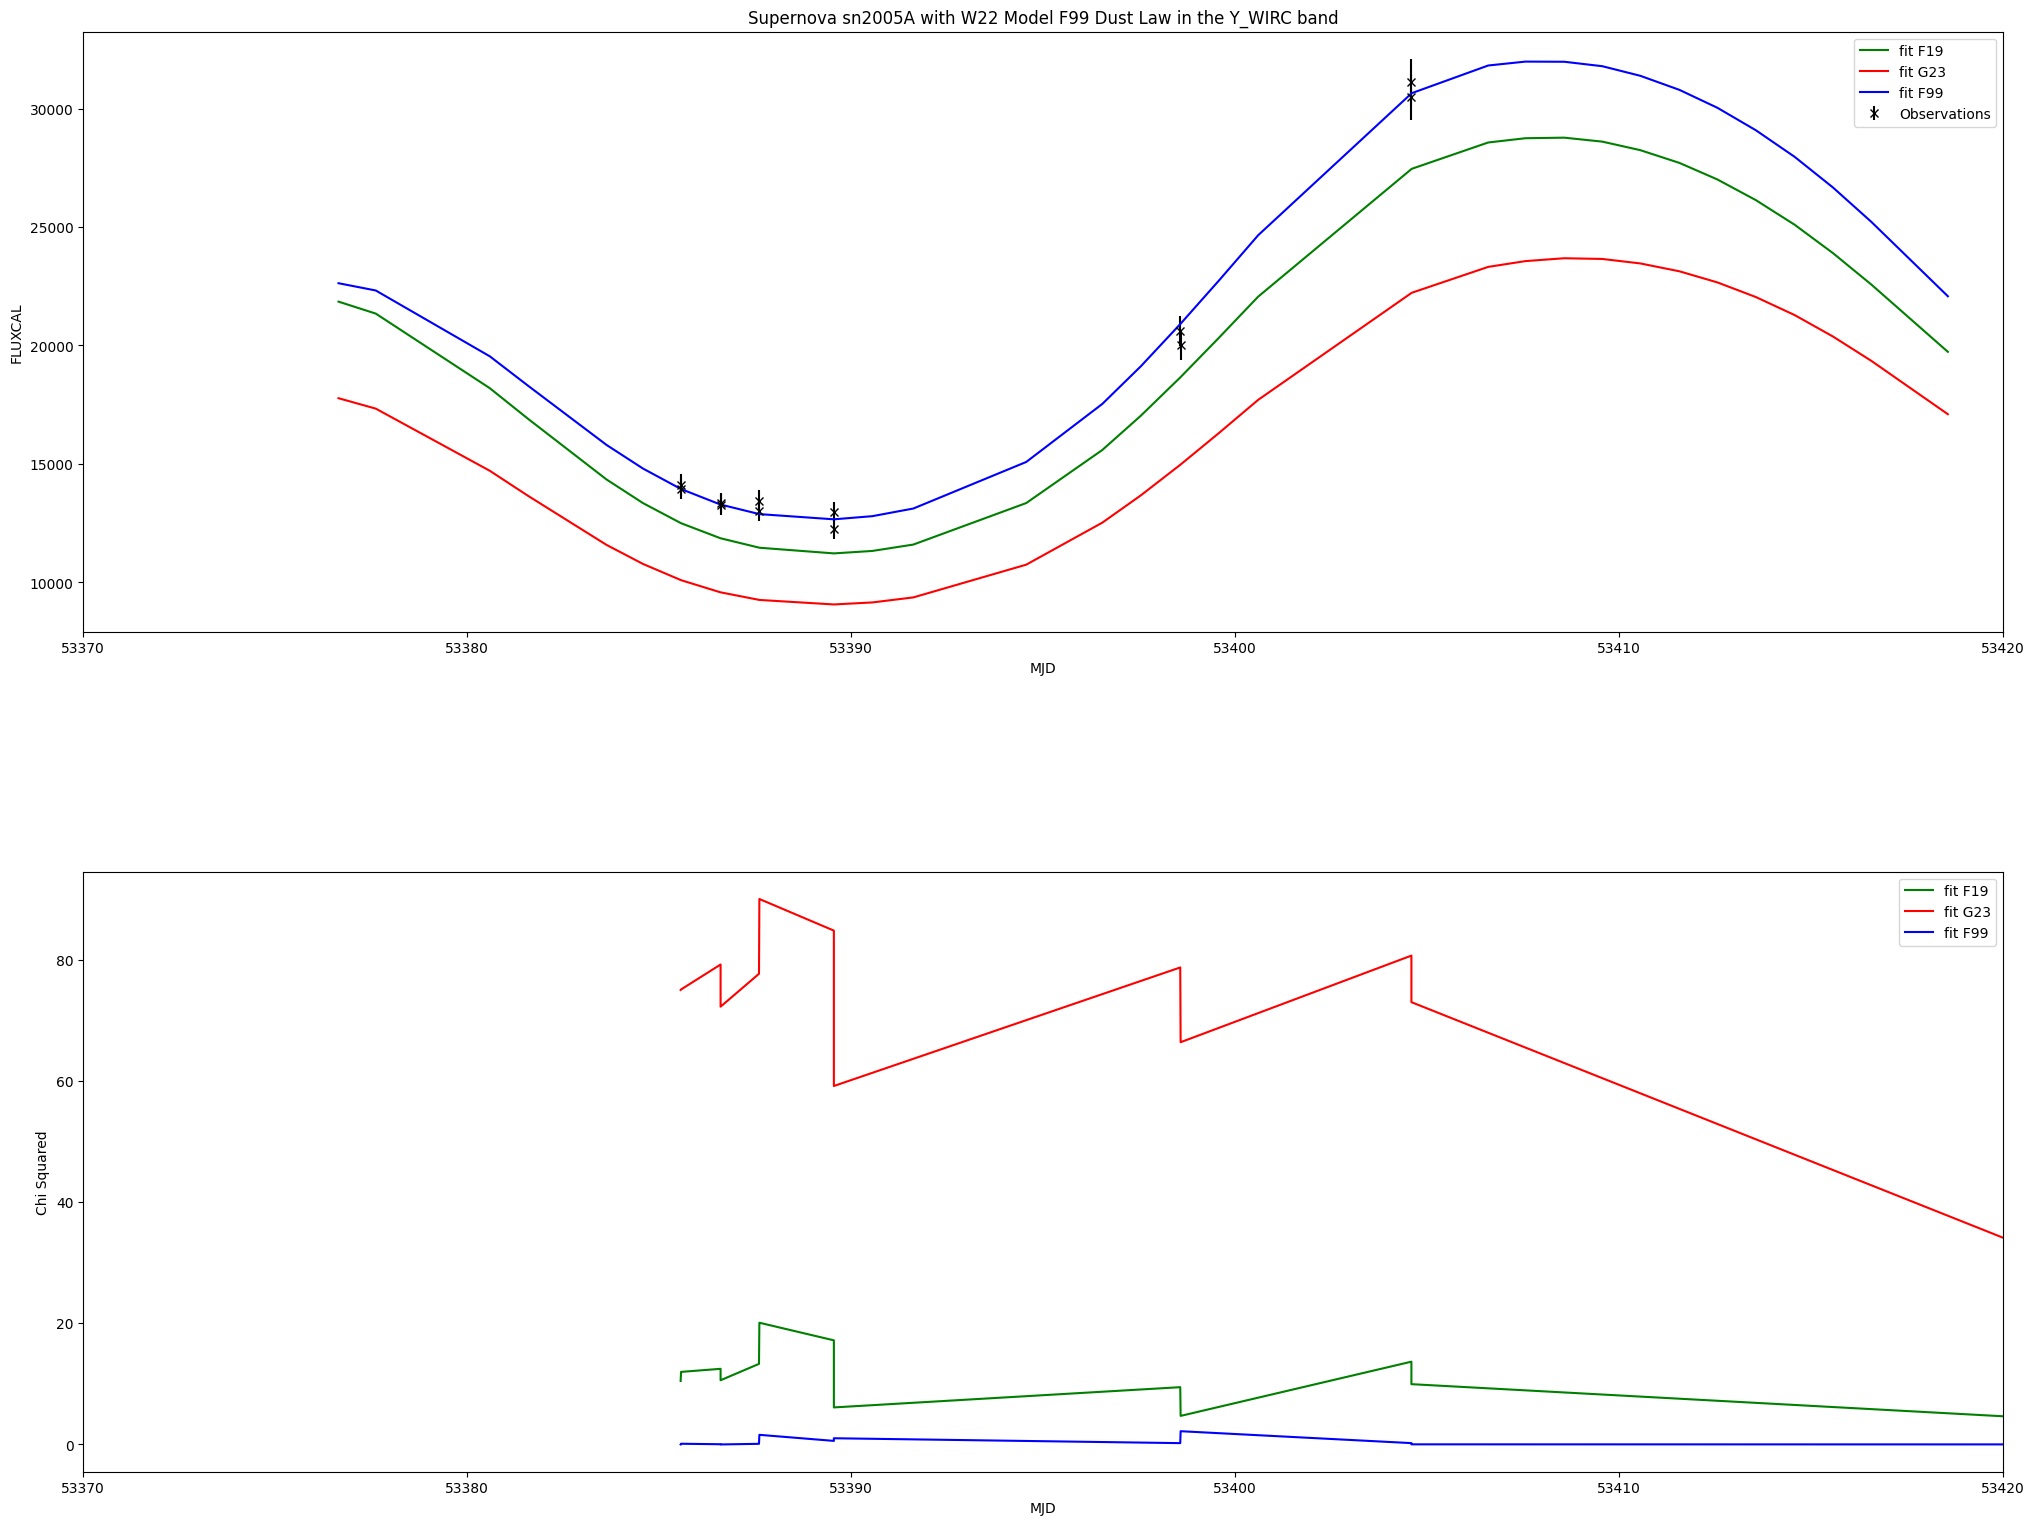 Supernova sn2005A with W22 Model F99 Dust Law in the Y_WIRC band
fit F19
fit G23
fit F99
Observations
FLUXCAL
30000
25000
20000
15000
10000
53370
53380
53390
53400
53410
53420
MJD
fit F19
fit G23
fit F99
Chi Squared
80
60
40
20
0
53370
53380
53390
53400
53410
53420
MJD